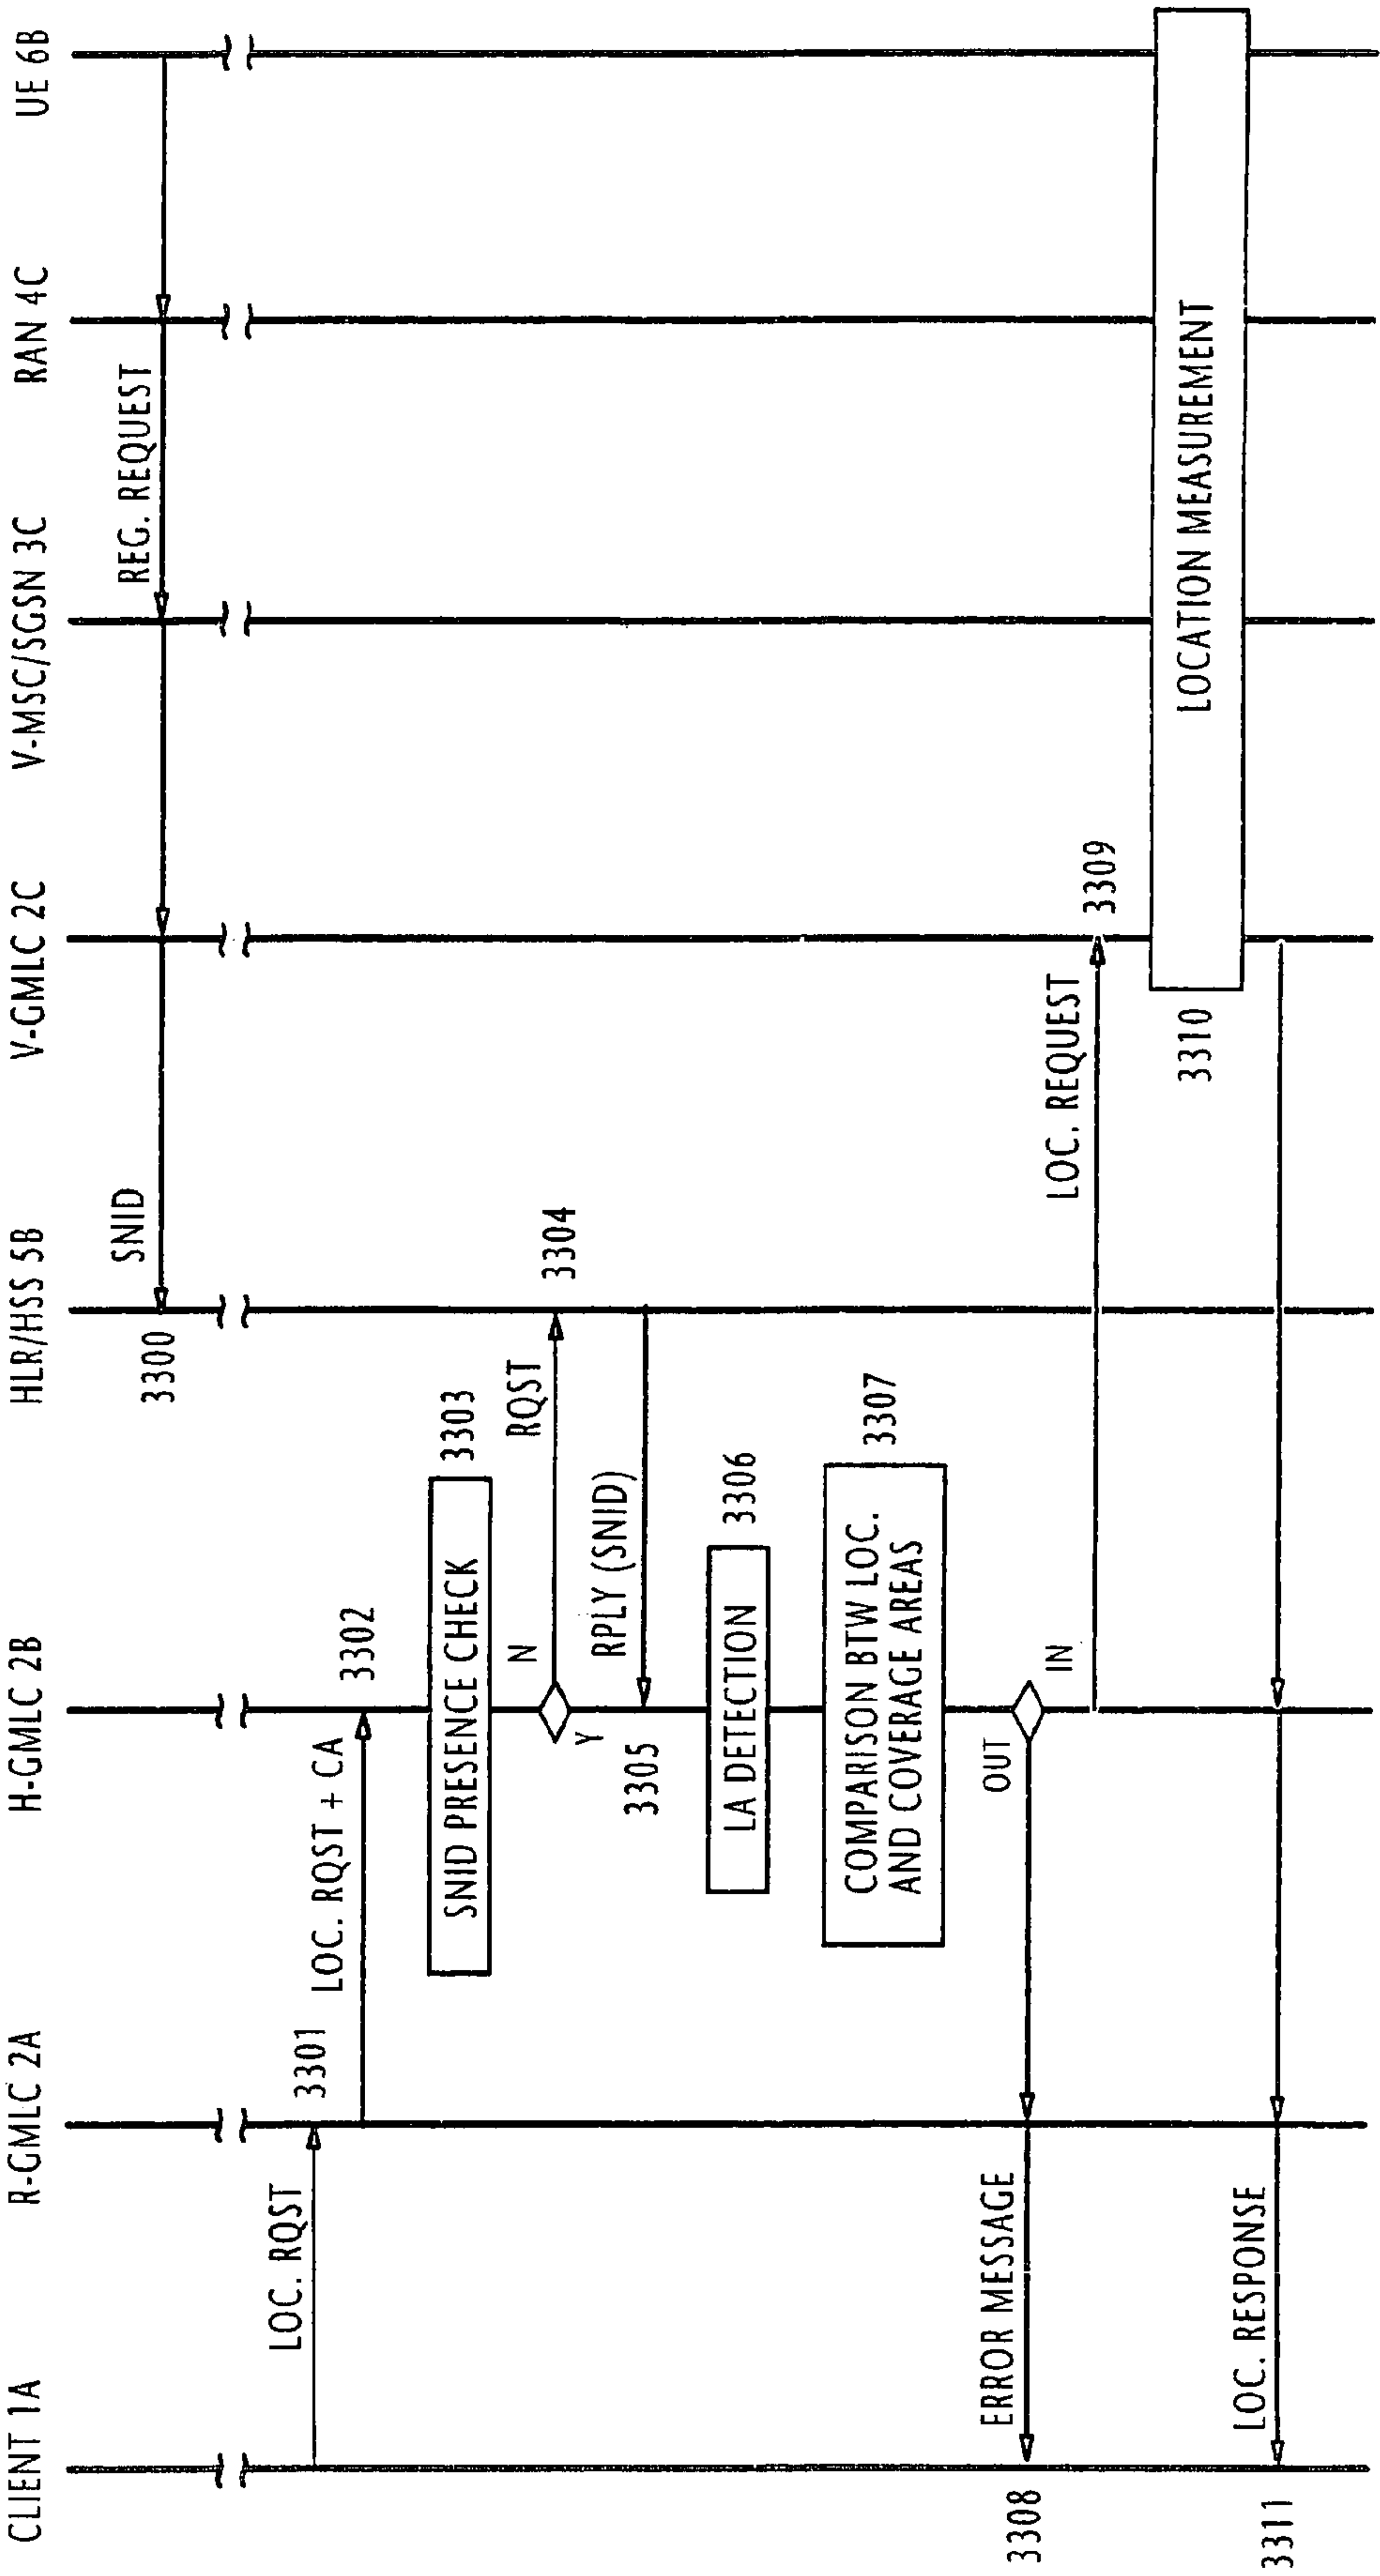 CLIENT 1A
R-GMLC 2A
H-GMLC 2B
HLR/HSS 5B
V-GMLC 2C
V-MSC/SGSN 3C
RAN 4C
UE 6B
SNID
REG. REQUEST
3300
LOC. RQST
3301
LOC. RQST + CA
3302
SNID PRESENCE CHECK
3303
N
RQST
3304
Y
RPLY (SNID)
3305
LA DETECTION
3306
COMPARISON BTW LOC.
AND COVERAGE AREAS
3307
OUT
IN
ERROR MESSAGE
3308
LOC. REQUEST
3309
3310
LOCATION MEASUREMENT
LOC. RESPONSE
3311